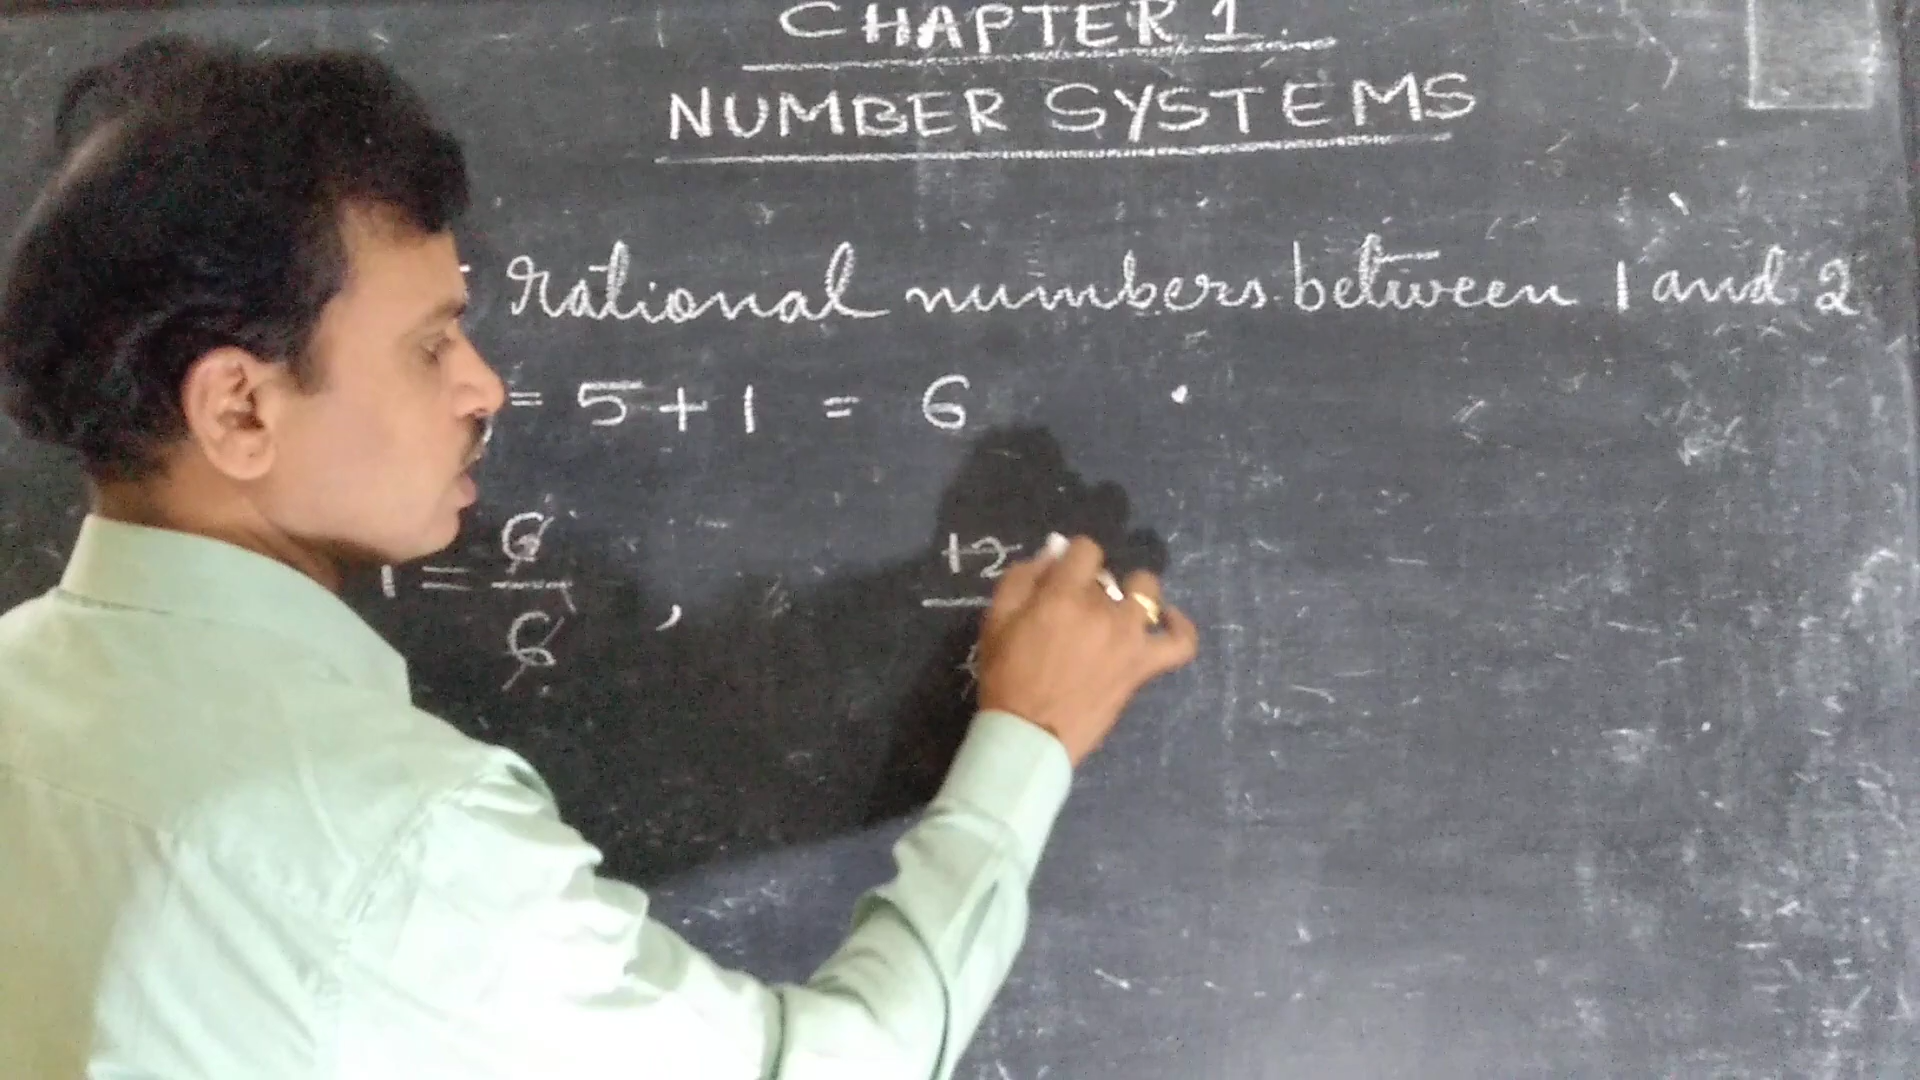 CHAPTER 1.
NUMBER SYSTEMS
rational numbers between 1 and 2
= 5 + 1 = 6
1 = 6/6 , 12